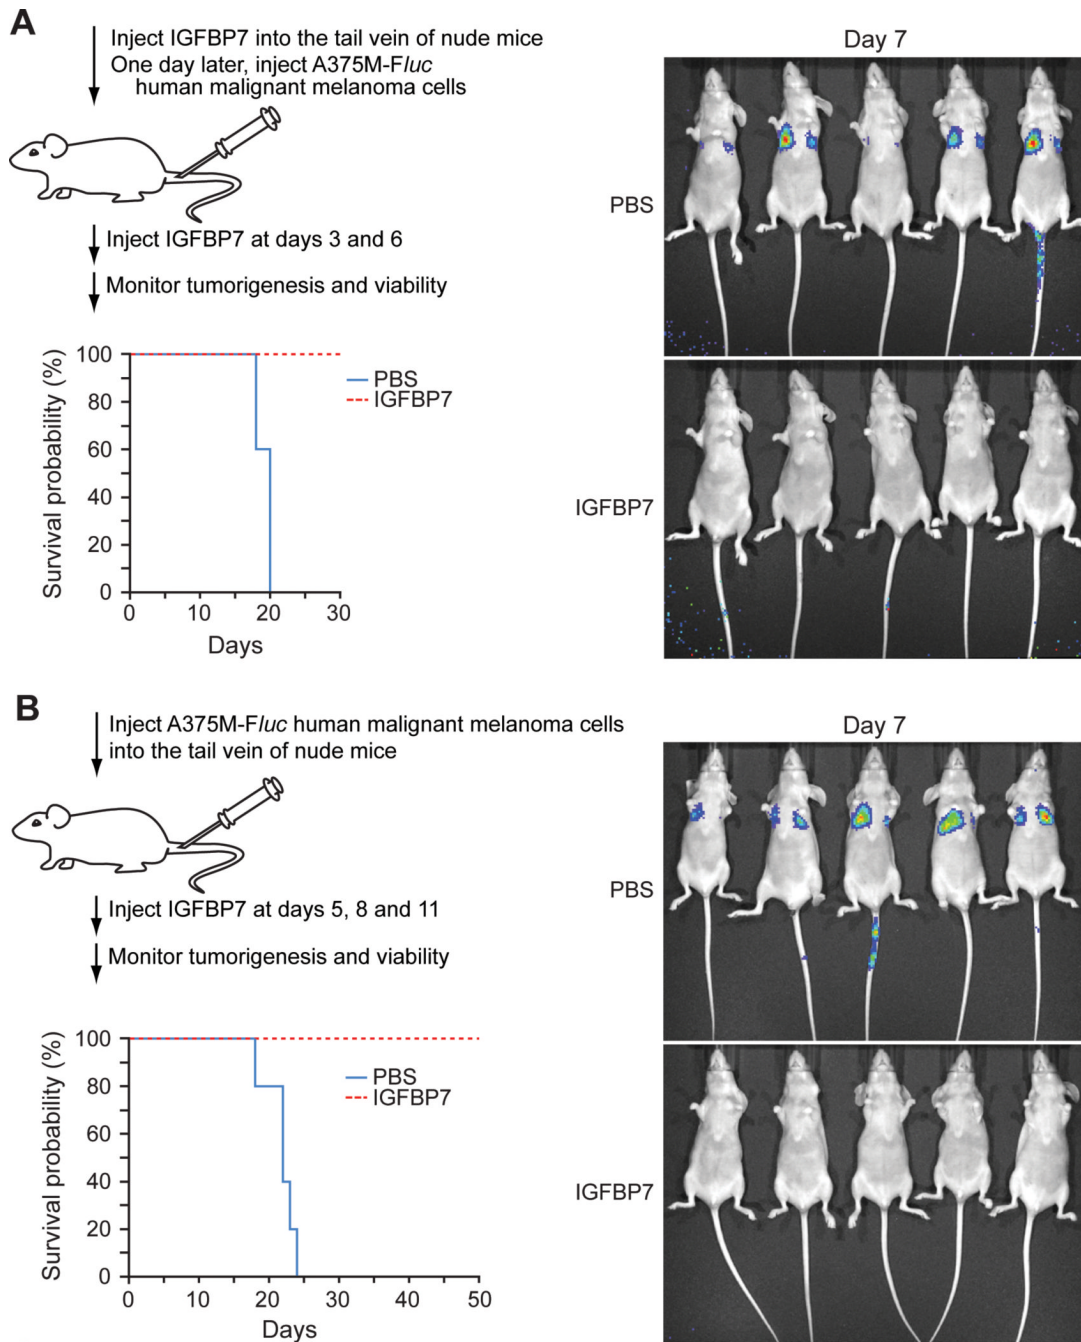 A
Inject IGFBP7 into the tail vein of nude mice
One day later, inject A375M-Fluc
human malignant melanoma cells
Inject IGFBP7 at days 3 and 6
Monitor tumorigenesis and viability
Survival probability (%)
100
80
60
40
20
0
0 10 20 30
Days
PBS
IGFBP7
Day 7
PBS
IGFBP7
B
Inject A375M-Fluc human malignant melanoma cells
into the tail vein of nude mice
Inject IGFBP7 at days 5, 8 and 11
Monitor tumorigenesis and viability
Survival probability (%)
100
80
60
40
20
0
0 10 20 30 40 50
Days
PBS
IGFBP7
Day 7
PBS
IGFBP7